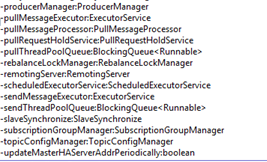 -producerManager:ProducerManager
-pullMessageExecutor:ExecutorService
-pullMessageProcessor:PullMessageProcessor
-pullRequestHoldService:PullRequestHoldService
-pullThreadPoolQueue:BlockingQueue<Runnable>
-rebalanceLockManager:RebalanceLockManager
-remotingServer:RemotingServer
-scheduledExecutorService:ScheduledExecutorService
-sendMessageExecutor:ExecutorService
-sendThreadPoolQueue:BlockingQueue<Runnable>
-slaveSynchronize:SlaveSynchronize
-subscriptionGroupManager:SubscriptionGroupManager
-topicConfigManager:TopicConfigManager
-updateMasterHAServerAddrPeriodically:boolean